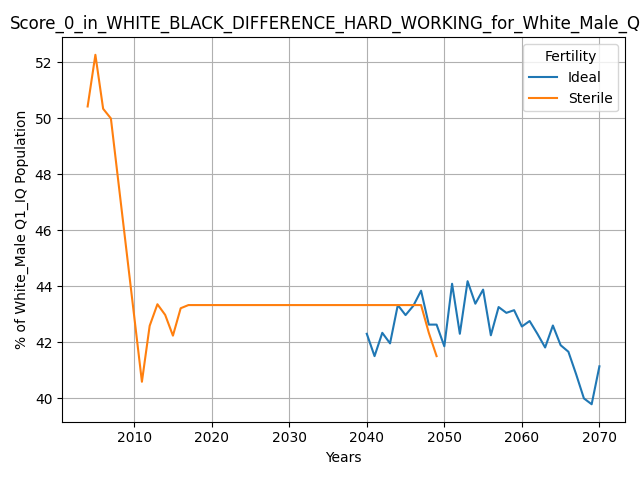 Score_0_in_WHITE_BLACK_DIFFERENCE_HARD_WORKING_for_White_Male_Q
Fertility
Ideal
Sterile
% of White_Male Q1_IQ Population
52
50
48
46
44
42
40
2010
2020
2030
2040
2050
2060
2070
Years